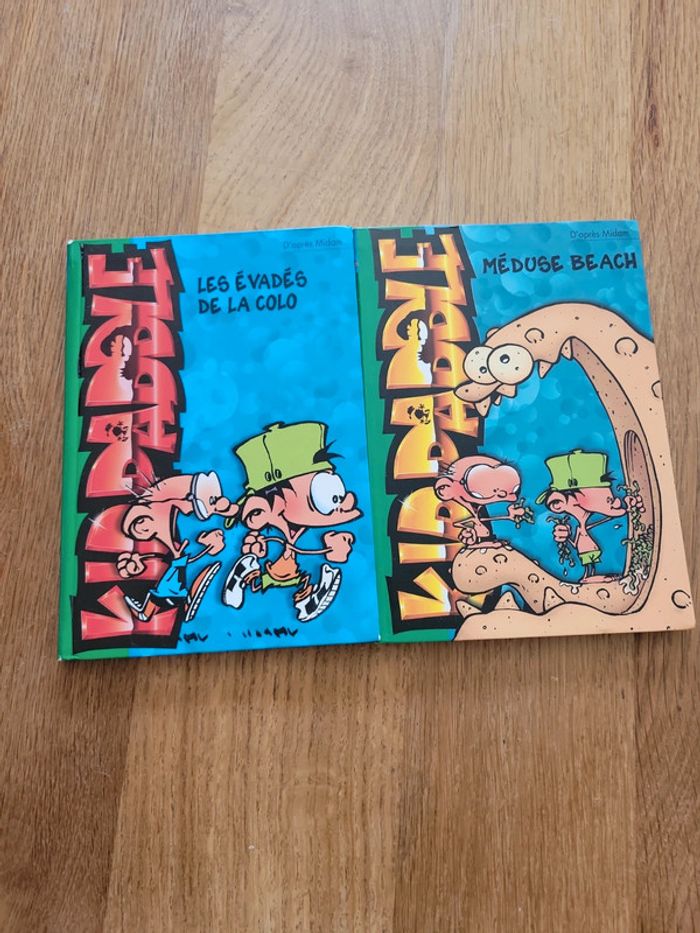 KID PADDLE
D'après Midam
LES ÉVADÉS
DE LA COLO
KID PADDLE
D'après Midam
MÉDUSE BEACH